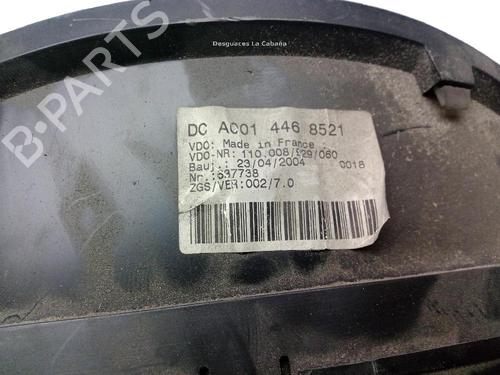 Desguaces La Cabaña
B-PARTS
DC AC01 446 8521
VDO: Made in France .
VDO-NR: 110.008/929/060
Bauj.: 23/04/2004 0018
Nr.:637738
ZGS/VER:002/7.0